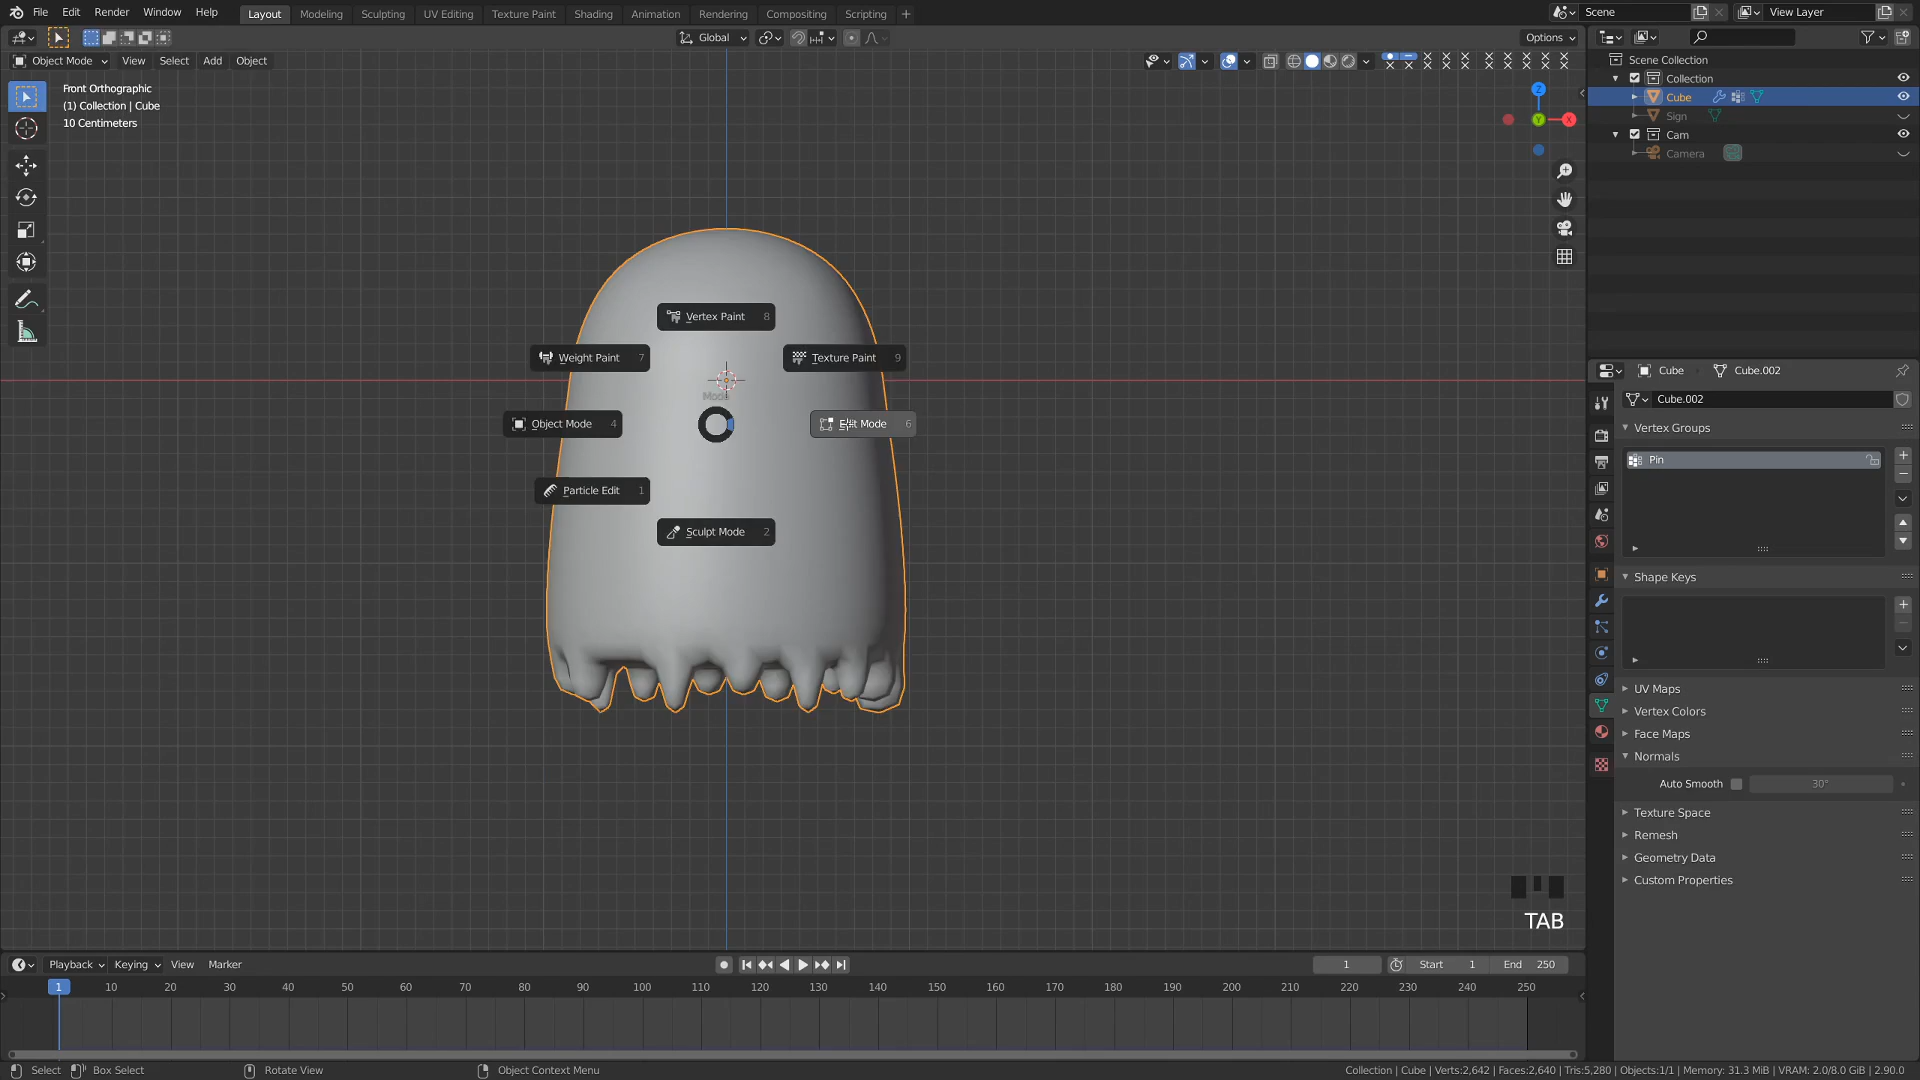 File Edit Render Window Help Layout Modeling Sculpting UV Editing Texture Paint Shading Animation Rendering Compositing Scripting + Scene View Layer
Global Options
Object Mode View Select Add Object
Front Orthographic
(1) Collection | Cube
10 Centimeters
Z
Y X
Scene Collection
Collection
Cube
Sign
Cam
Camera
Vertex Paint 8
Weight Paint 7
Texture Paint 9
Mode
Object Mode 4
Edit Mode 6
Particle Edit 1
Sculpt Mode 2
Cube Cube.002
Cube.002
Vertex Groups
Pin
Shape Keys
UV Maps
Vertex Colors
Face Maps
Normals
Auto Smooth 30°
Texture Space
Remesh
Geometry Data
Custom Properties
TAB
Playback Keying View Marker 1 Start 1 End 250
1 10 20 30 40 50 60 70 80 90 100 110 120 130 140 150 160 170 180 190 200 210 220 230 240 250
Select Box Select Rotate View Object Context Menu Collection | Cube | Verts:2,642 | Faces:2,640 | Tris:5,280 | Objects:1/1 | Memory: 31.3 MiB | VRAM: 2.0/8.0 GiB | 2.90.0